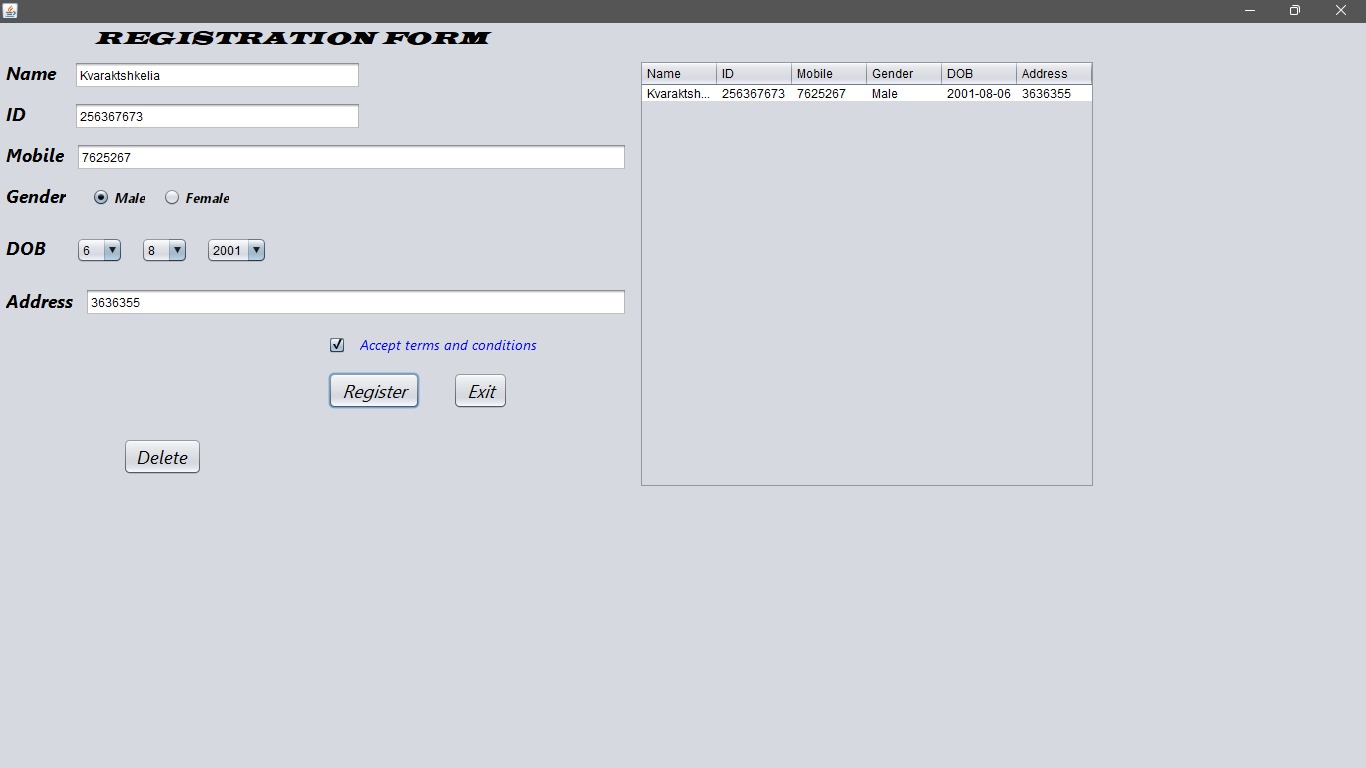 REGISTRATION FORM
Name Kvaraktshkelia
ID 256367673
Mobile 7625267
Gender Male Female
DOB 6 8 2001
Address 3636355
Accept terms and conditions
Register Exit
Delete
Name ID Mobile Gender DOB Address
Kvaraktsh... 256367673 7625267 Male 2001-08-06 3636355